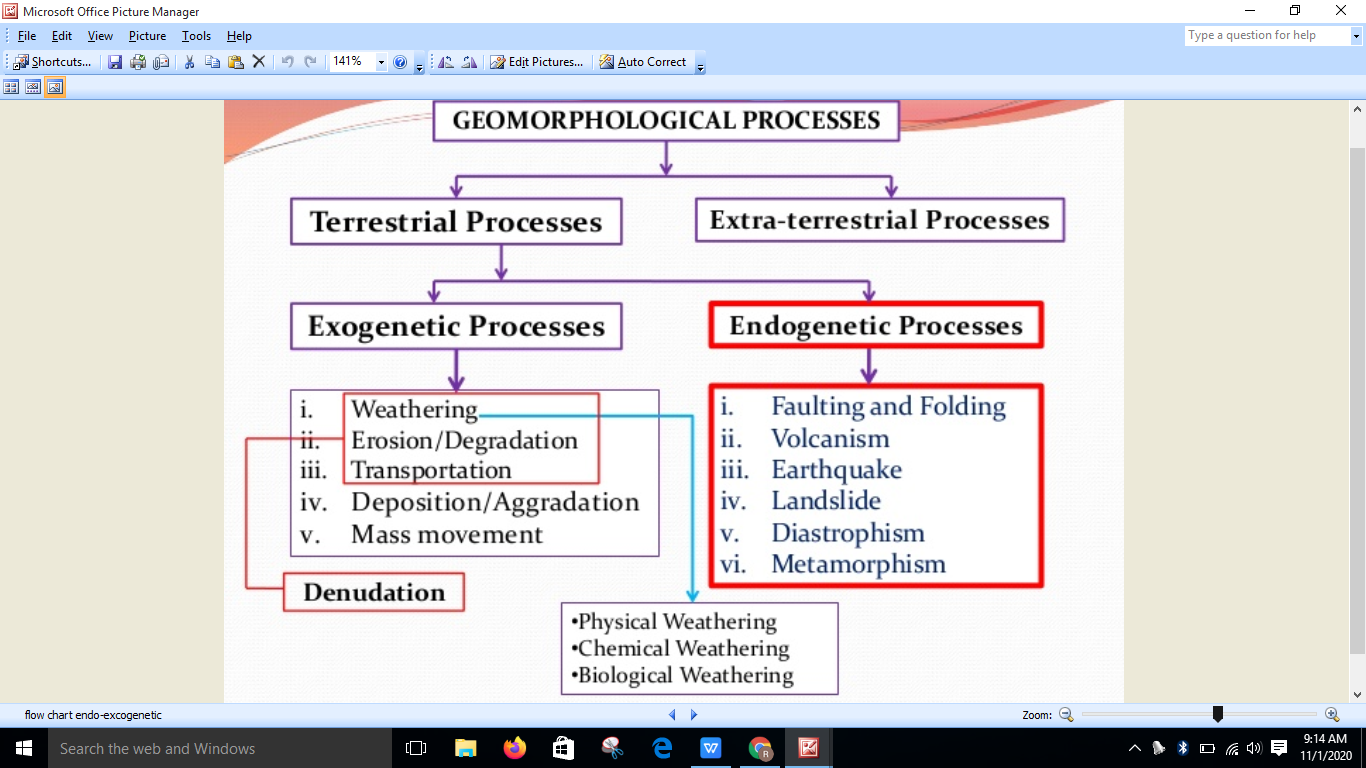 Microsoft Office Picture Manager
File Edit View Picture Tools Help
Type a question for help
Shortcuts...
141%
Edit Pictures...
Auto Correct
GEOMORPHOLOGICAL PROCESSES
Terrestrial Processes
Extra-terrestrial Processes
Exogenetic Processes
Endogenetic Processes
i. Weathering
ii. Erosion/Degradation
iii. Transportation
iv. Deposition/Aggradation
v. Mass movement
Denudation
i. Faulting and Folding
ii. Volcanism
iii. Earthquake
iv. Landslide
v. Diastrophism
vi. Metamorphism
•Physical Weathering
•Chemical Weathering
•Biological Weathering
flow chart endo-excogenetic
Zoom:
Search the web and Windows
9:14 AM
11/1/2020